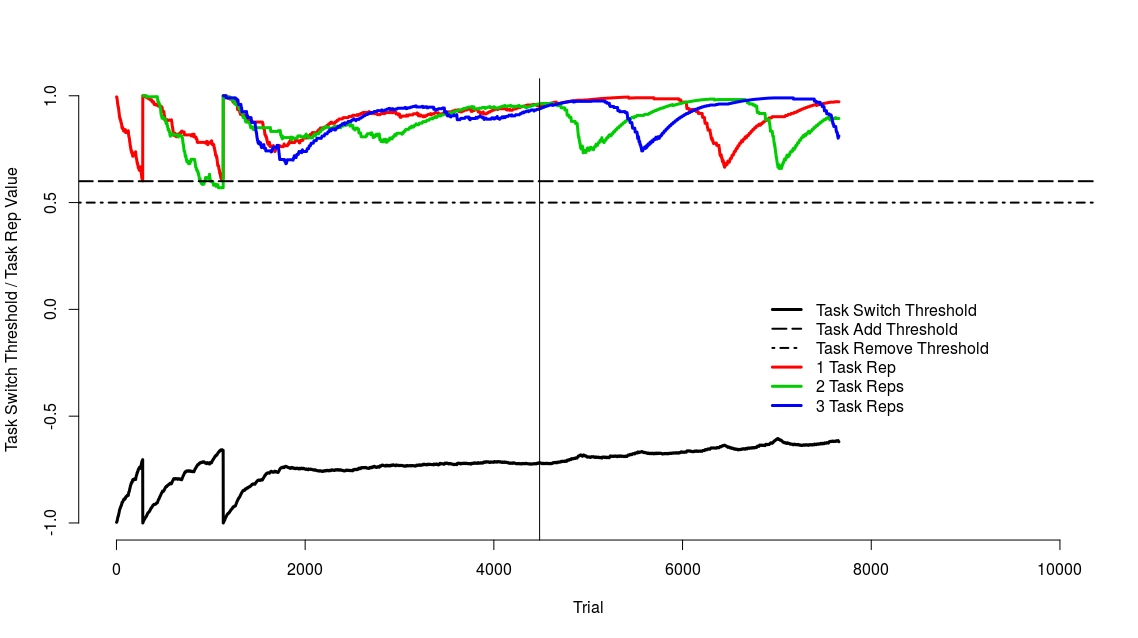 Task Switch Threshold / Task Rep Value
1.0
0.5
0.0
-0.5
-1.0
Task Switch Threshold
Task Add Threshold
Task Remove Threshold
1 Task Rep
2 Task Reps
3 Task Reps
0 2000 4000 6000 8000 10000
Trial